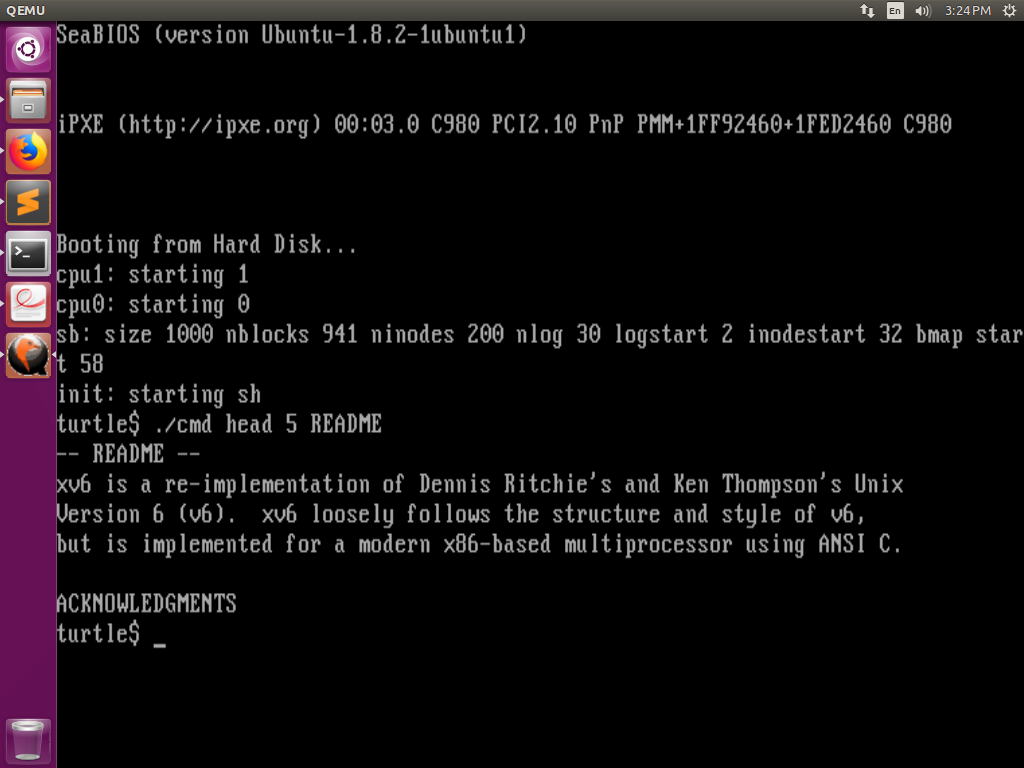 QEMU
En
3:24 PM
SeaBIOS (version Ubuntu-1.8.2-1ubuntu1)
iPXE (http://ipxe.org) 00:03.0 C980 PCI2.10 PnP PMM+1FF92460+1FED2460 C980
Booting from Hard Disk...
cpu1: starting 1
cpu0: starting 0
sb: size 1000 nblocks 941 ninodes 200 nlog 30 logstart 2 inodestart 32 bmap star
t 58
init: starting sh
turtle$ ./cmd head 5 README
-- README --
xv6 is a re-implementation of Dennis Ritchie's and Ken Thompson's Unix
Version 6 (v6).  xv6 loosely follows the structure and style of v6,
but is implemented for a modern x86-based multiprocessor using ANSI C.
ACKNOWLEDGMENTS
turtle$ _